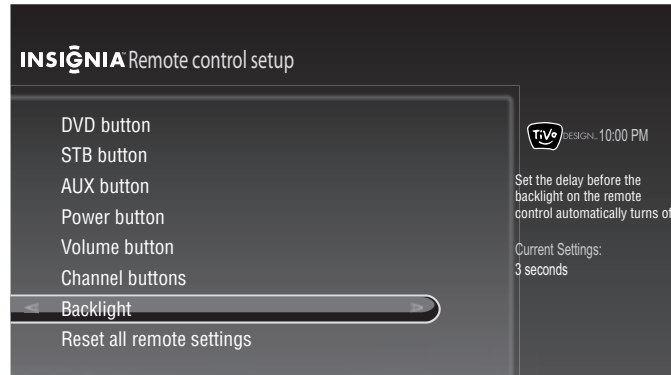 INSIGNIA™ Remote control setup
DVD button
STB button
AUX button
Power button
Volume button
Channel buttons
Backlight
Reset all remote settings
TiVo DESIGN... 10:00 PM
Set the delay before the
backlight on the remote
control automatically turns of
Current Settings:
3 seconds